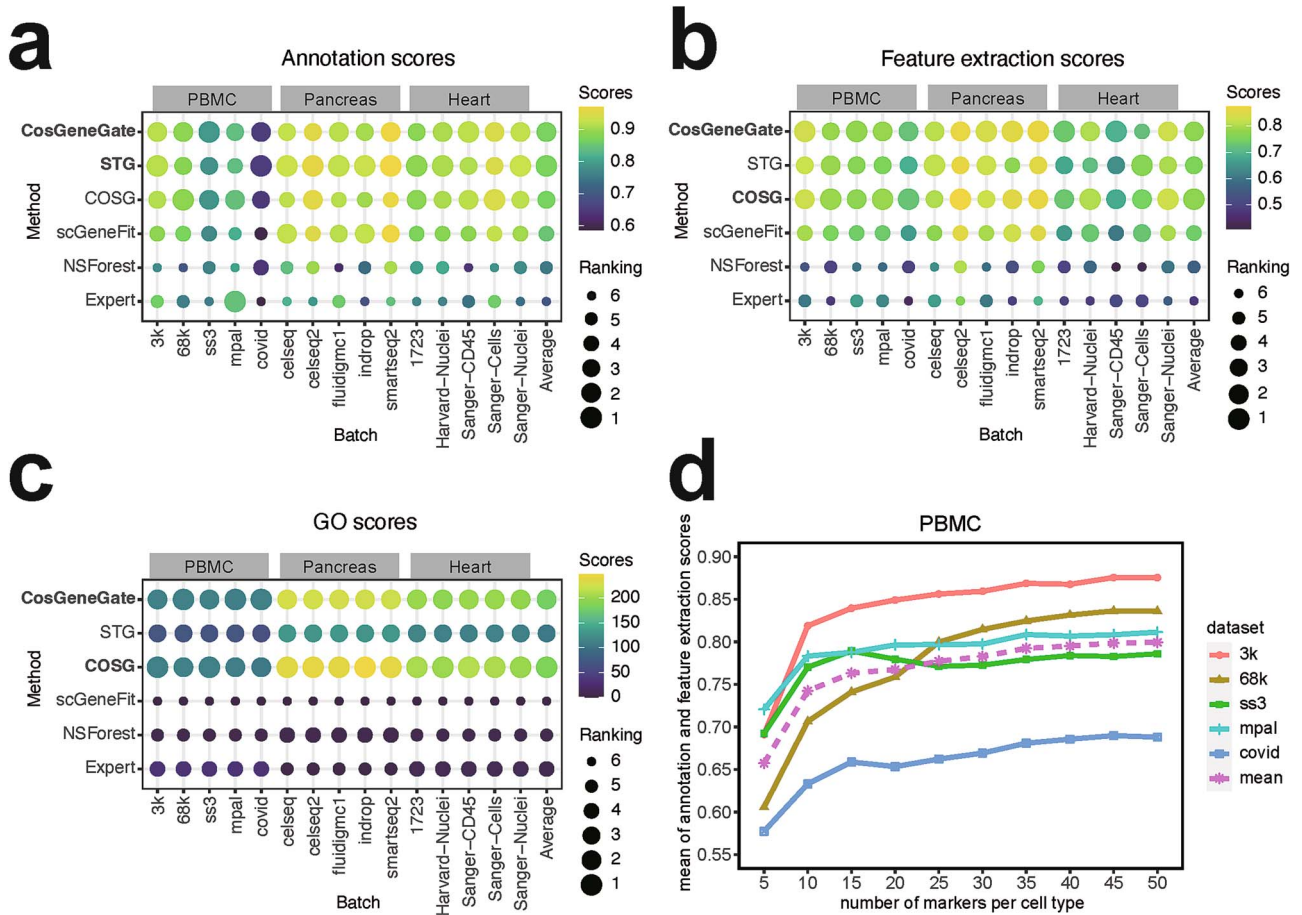 a
Annotation scores
PBMC Pancreas Heart
CosGeneGate
STG
COSG
scGeneFit
NSForest
Expert
Method
3k 68k ss3 mpal covid celseq celseq2 fluidigmc1 indrop smartseq2 1723 Harvard-Nuclei Sanger-CD45 Sanger-Cells Sanger-Nuclei Average
Batch
Scores
0.9
0.8
0.7
0.6
Ranking
6
5
4
3
2
1
b
Feature extraction scores
PBMC Pancreas Heart
CosGeneGate
STG
COSG
scGeneFit
NSForest
Expert
Method
3k 68k ss3 mpal covid celseq celseq2 fluidigmc1 indrop smartseq2 1723 Harvard-Nuclei Sanger-CD45 Sanger-Cells Sanger-Nuclei Average
Batch
Scores
0.8
0.7
0.6
0.5
Ranking
6
5
4
3
2
1
c
GO scores
PBMC Pancreas Heart
CosGeneGate
STG
COSG
scGeneFit
NSForest
Expert
Method
3k 68k ss3 mpal covid celseq celseq2 fluidigmc1 indrop smartseq2 1723 Harvard-Nuclei Sanger-CD45 Sanger-Cells Sanger-Nuclei Average
Batch
Scores
200
150
100
50
0
Ranking
6
5
4
3
2
1
d
PBMC
mean of annotation and feature extraction scores
0.90
0.85
0.80
0.75
0.70
0.65
0.60
0.55
5 10 15 20 25 30 35 40 45 50
number of markers per cell type
dataset
3k
68k
ss3
mpal
covid
mean